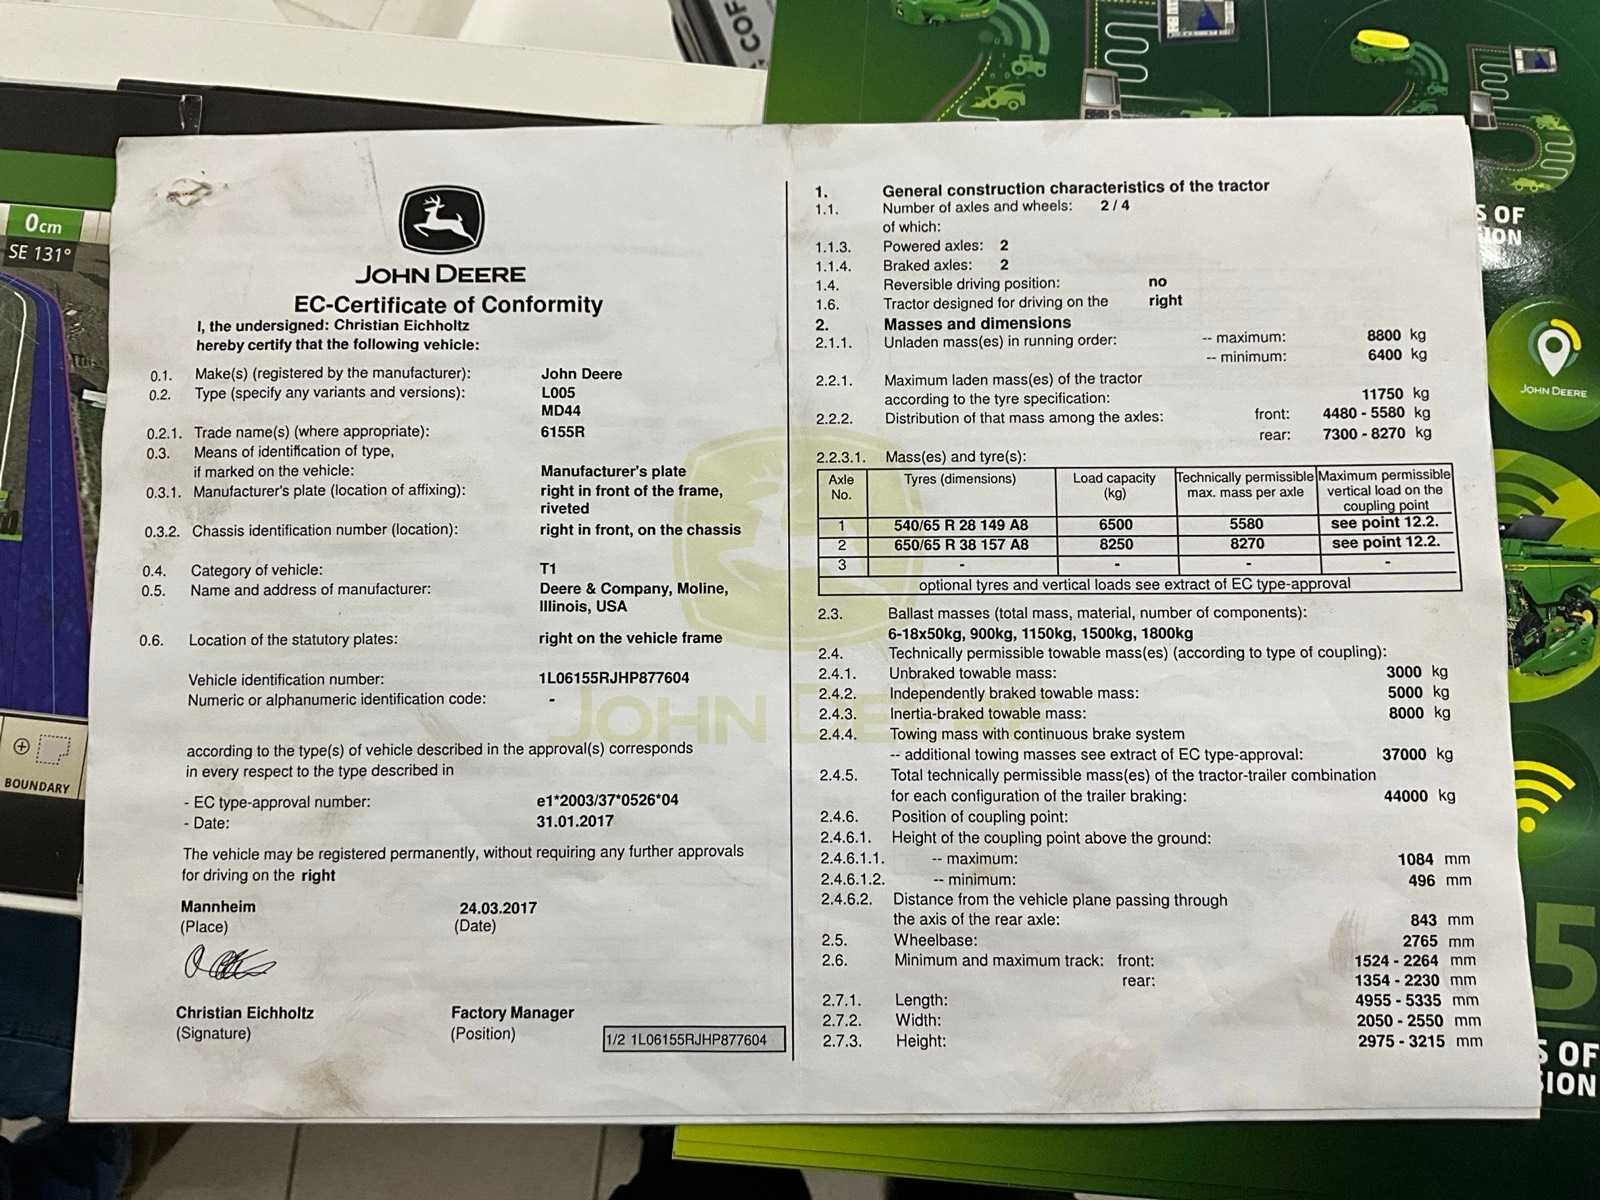 COF
0cm
SE 131°
BOUNDARY
JOHN DEERE
EC-Certificate of Conformity
I, the undersigned: Christian Eichholtz
hereby certify that the following vehicle:
0.1. Make(s) (registered by the manufacturer): John Deere
0.2. Type (specify any variants and versions): L005
MD44
0.2.1. Trade name(s) (where appropriate): 6155R
0.3. Means of identification of type,
if marked on the vehicle: Manufacturer's plate
0.3.1. Manufacturer's plate (location of affixing): right in front of the frame,
riveted
0.3.2. Chassis identification number (location): right in front, on the chassis
0.4. Category of vehicle: T1
0.5. Name and address of manufacturer: Deere & Company, Moline,
Illinois, USA
0.6. Location of the statutory plates: right on the vehicle frame
Vehicle identification number: 1L06155RJHP877604
Numeric or alphanumeric identification code: -
JOHN DEERE
according to the type(s) of vehicle described in the approval(s) corresponds
in every respect to the type described in
- EC type-approval number: e1*2003/37*0526*04
- Date: 31.01.2017
The vehicle may be registered permanently, without requiring any further approvals
for driving on the right
Mannheim 24.03.2017
(Place) (Date)
Christian Eichholtz Factory Manager
(Signature) (Position)
1/2 1L06155RJHP877604
1. General construction characteristics of the tractor
1.1. Number of axles and wheels: 2 / 4
of which:
1.1.3. Powered axles: 2
1.1.4. Braked axles: 2
1.4. Reversible driving position: no
1.6. Tractor designed for driving on the right
2. Masses and dimensions
2.1.1. Unladen mass(es) in running order: -- maximum: 8800 kg
-- minimum: 6400 kg
2.2.1. Maximum laden mass(es) of the tractor
according to the tyre specification: 11750 kg
2.2.2. Distribution of that mass among the axles: front: 4480 - 5580 kg
rear: 7300 - 8270 kg
2.2.3.1. Mass(es) and tyre(s):
Axle No. Tyres (dimensions) Load capacity (kg) Technically permissible max. mass per axle Maximum permissible vertical load on the coupling point
1 540/65 R 28 149 A8 6500 5580 see point 12.2.
2 650/65 R 38 157 A8 8250 8270 see point 12.2.
3 - - - -
optional tyres and vertical loads see extract of EC type-approval
2.3. Ballast masses (total mass, material, number of components):
6-18x50kg, 900kg, 1150kg, 1500kg, 1800kg
2.4. Technically permissible towable mass(es) (according to type of coupling):
2.4.1. Unbraked towable mass: 3000 kg
2.4.2. Independently braked towable mass: 5000 kg
2.4.3. Inertia-braked towable mass: 8000 kg
2.4.4. Towing mass with continuous brake system
-- additional towing masses see extract of EC type-approval: 37000 kg
2.4.5. Total technically permissible mass(es) of the tractor-trailer combination
for each configuration of the trailer braking: 44000 kg
2.4.6. Position of coupling point:
2.4.6.1. Height of the coupling point above the ground:
2.4.6.1.1. -- maximum: 1084 mm
2.4.6.1.2. -- minimum: 496 mm
2.4.6.2. Distance from the vehicle plane passing through
the axis of the rear axle: 843 mm
2.5. Wheelbase: 2765 mm
2.6. Minimum and maximum track: front: 1524 - 2264 mm
rear: 1354 - 2230 mm
2.7.1. Length: 4955 - 5335 mm
2.7.2. Width: 2050 - 2550 mm
2.7.3. Height: 2975 - 3215 mm
S OF
SION
JOHN DEERE
5
S OF
SION